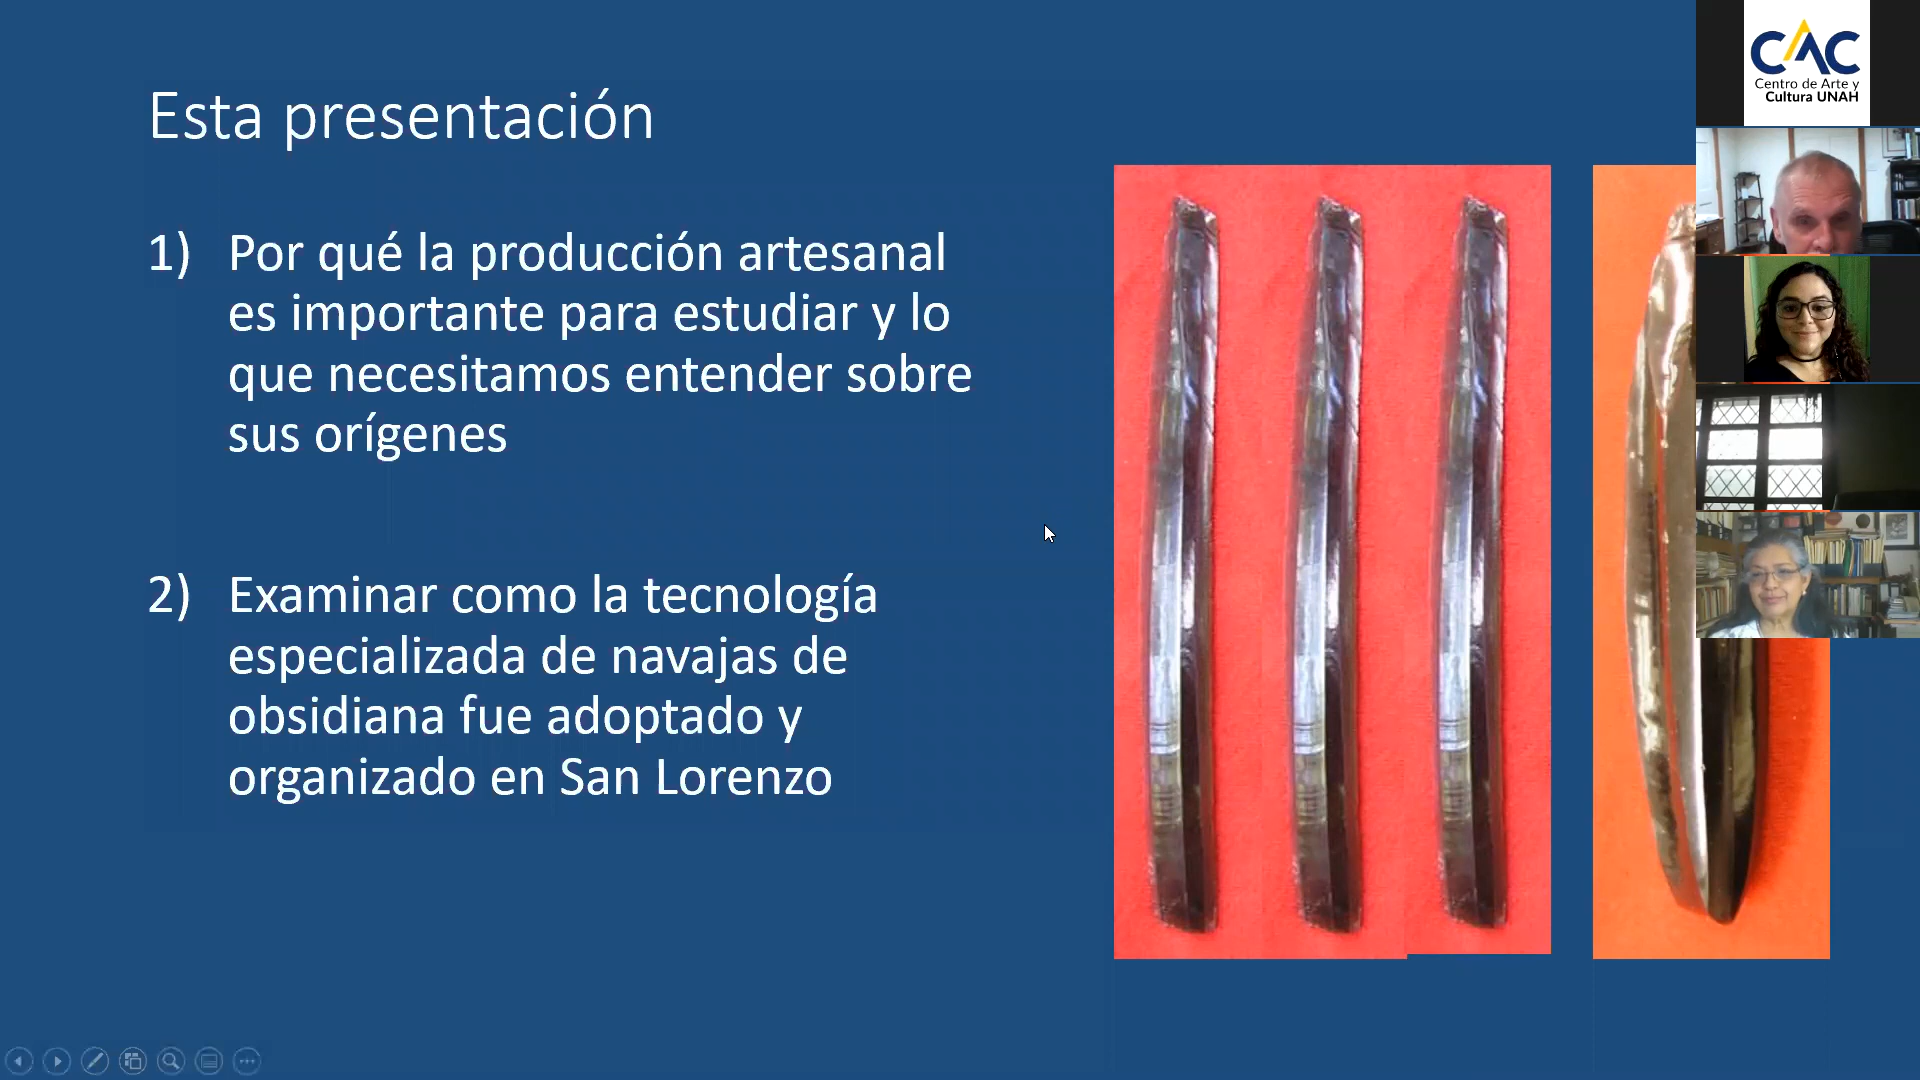 Esta presentación
1) Por qué la producción artesanal
es importante para estudiar y lo
que necesitamos entender sobre
sus orígenes
2) Examinar como la tecnología
especializada de navajas de
obsidiana fue adoptado y
organizado en San Lorenzo
CAC
Centro de Arte y
Cultura UNAH